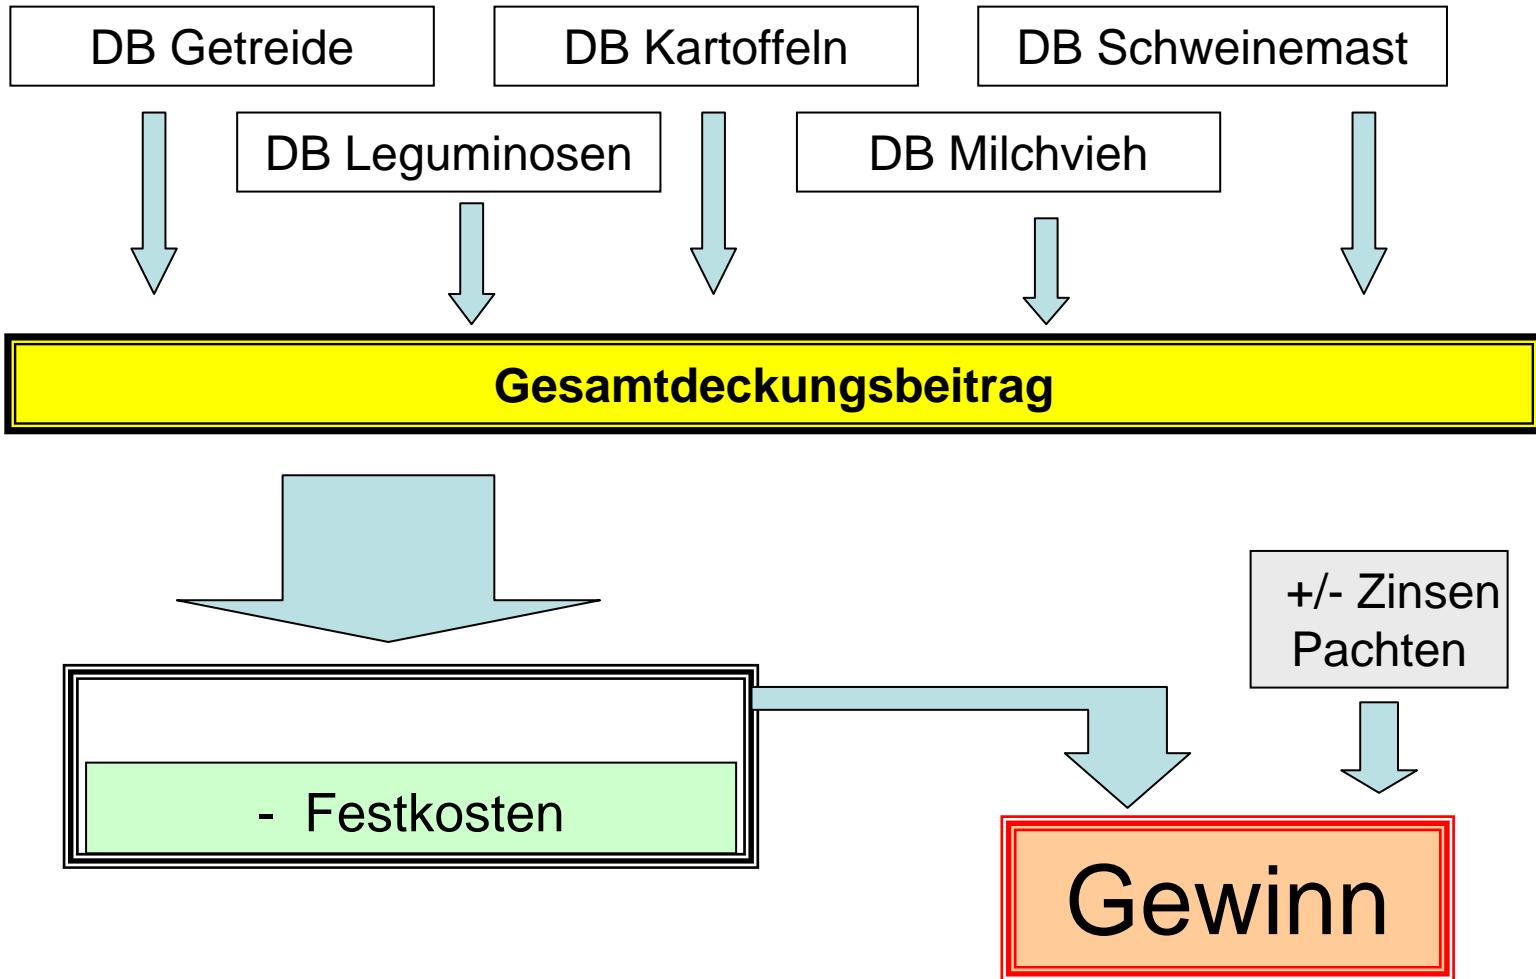 DB Getreide
DB Kartoffeln
DB Schweinemast
DB Leguminosen
DB Milchvieh
Gesamtdeckungsbeitrag
+/- Zinsen
Pachten
- Festkosten
Gewinn